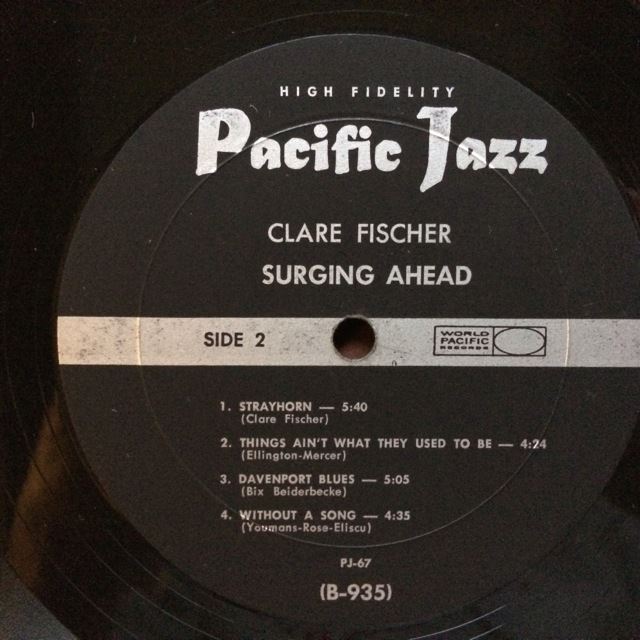 HIGH FIDELITY
Pacific Jazz
CLARE FISCHER
SURGING AHEAD
SIDE 2
WORLD
PACIFIC
RECORDS
1. STRAYHORN — 5:40
(Clare Fischer)
2. THINGS AIN'T WHAT THEY USED TO BE — 4:24
(Ellington-Mercer)
3. DAVENPORT BLUES — 5:05
(Bix Beiderbecke)
4. WITHOUT A SONG — 4:35
(Youmans-Rose-Eliscu)
PJ-67
(B-935)